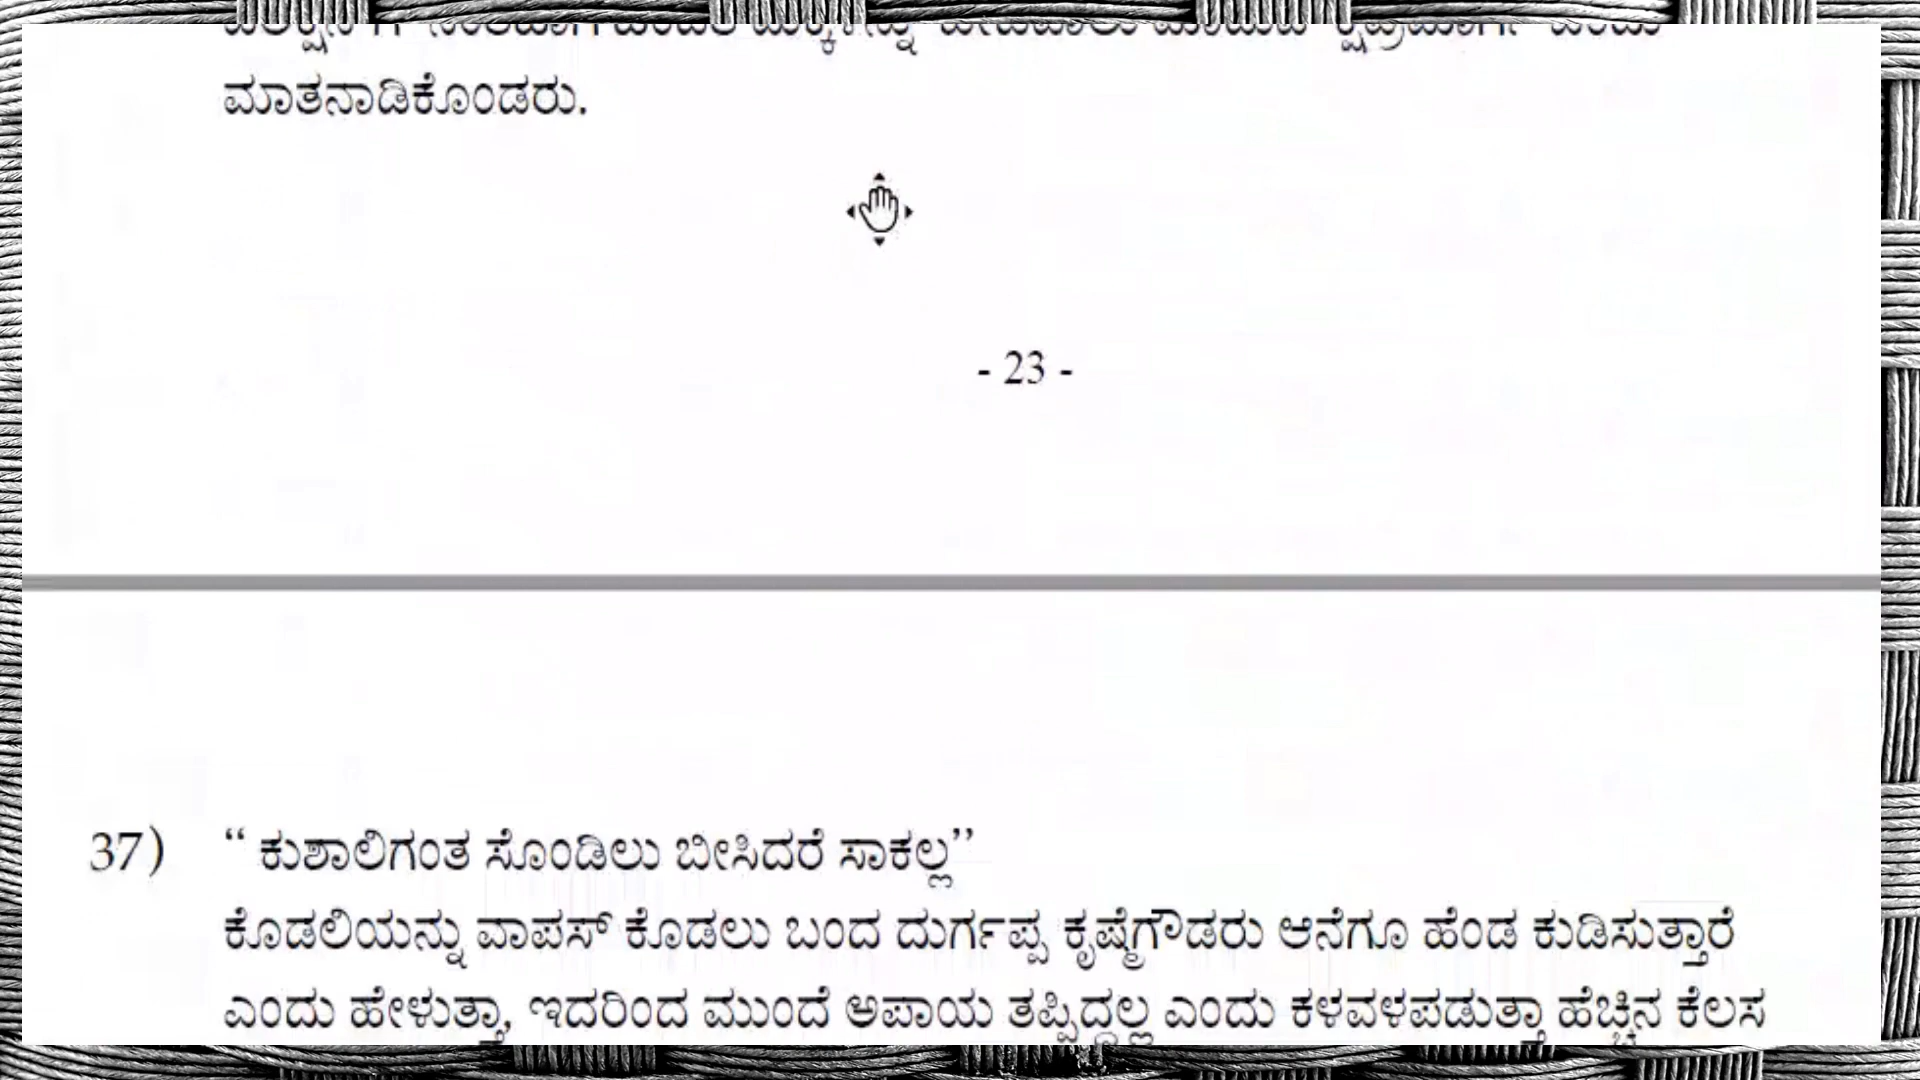 ಮಾತನಾಡಿಕೊಂಡರು.
- 23 -
37) “ ಕುಶಾಲಿಗಂತ ಸೊಂಡಿಲು ಬೀಸಿದರೆ ಸಾಕಲ್ಲ”
ಕೊಡಲಿಯನ್ನು ವಾಪಸ್ ಕೊಡಲು ಬಂದ ದುರ್ಗಪ್ಪ ಕೃಷ್ಣೆಗೌಡರು ಆನೆಗೂ ಹೆಂಡ ಕುಡಿಸುತ್ತಾರೆ
ಎಂದು ಹೇಳುತ್ತಾ, ಇದರಿಂದ ಮುಂದೆ ಅಪಾಯ ತಪ್ಪಿದ್ದಲ್ಲ ಎಂದು ಕಳವಳಪಡುತ್ತಾ ಹೆಚ್ಚಿನ ಕೆಲಸ